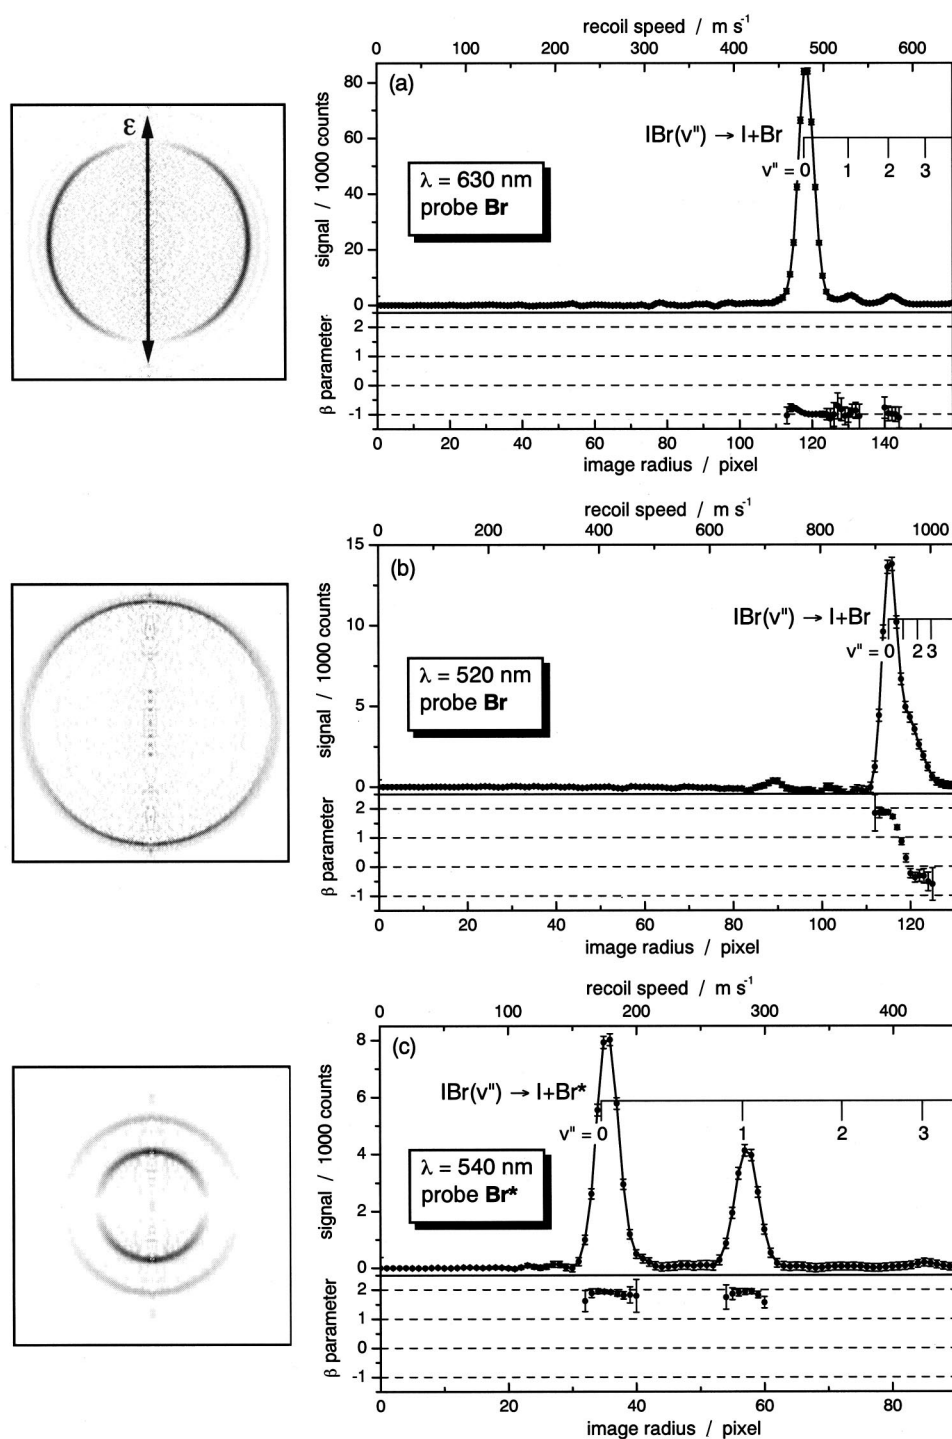 recoil speed / m s⁻¹
0 100 200 300 400 500 600
(a)
ε
80
60
40
20
0
signal / 1000 counts
IBr(v") → I+Br
v" = 0 1 2 3
λ = 630 nm
probe Br
2
1
0
-1
β parameter
0 20 40 60 80 100 120 140
image radius / pixel
recoil speed / m s⁻¹
0 200 400 600 800 1000
(b)
15
10
5
0
signal / 1000 counts
IBr(v") → I+Br
v" = 0 2 3
λ = 520 nm
probe Br
2
1
0
-1
β parameter
0 20 40 60 80 100 120
image radius / pixel
recoil speed / m s⁻¹
0 100 200 300 400
(c)
8
6
4
2
0
signal / 1000 counts
IBr(v") → I+Br*
v" = 0 1 2 3
λ = 540 nm
probe Br*
2
1
0
-1
β parameter
0 20 40 60 80
image radius / pixel